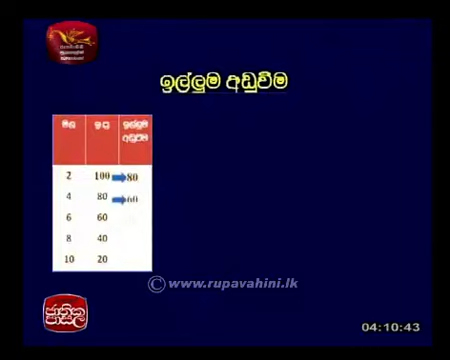 ඉල්ලුම අඩුවීම
මිල ඉ.ප්‍ර ඉල්ලුම
අඩුවීම
2 100 80
4 80 60
6 60
8 40
10 20
© www.rupavahini.lk
ජාතික
පාසල
04:10:43